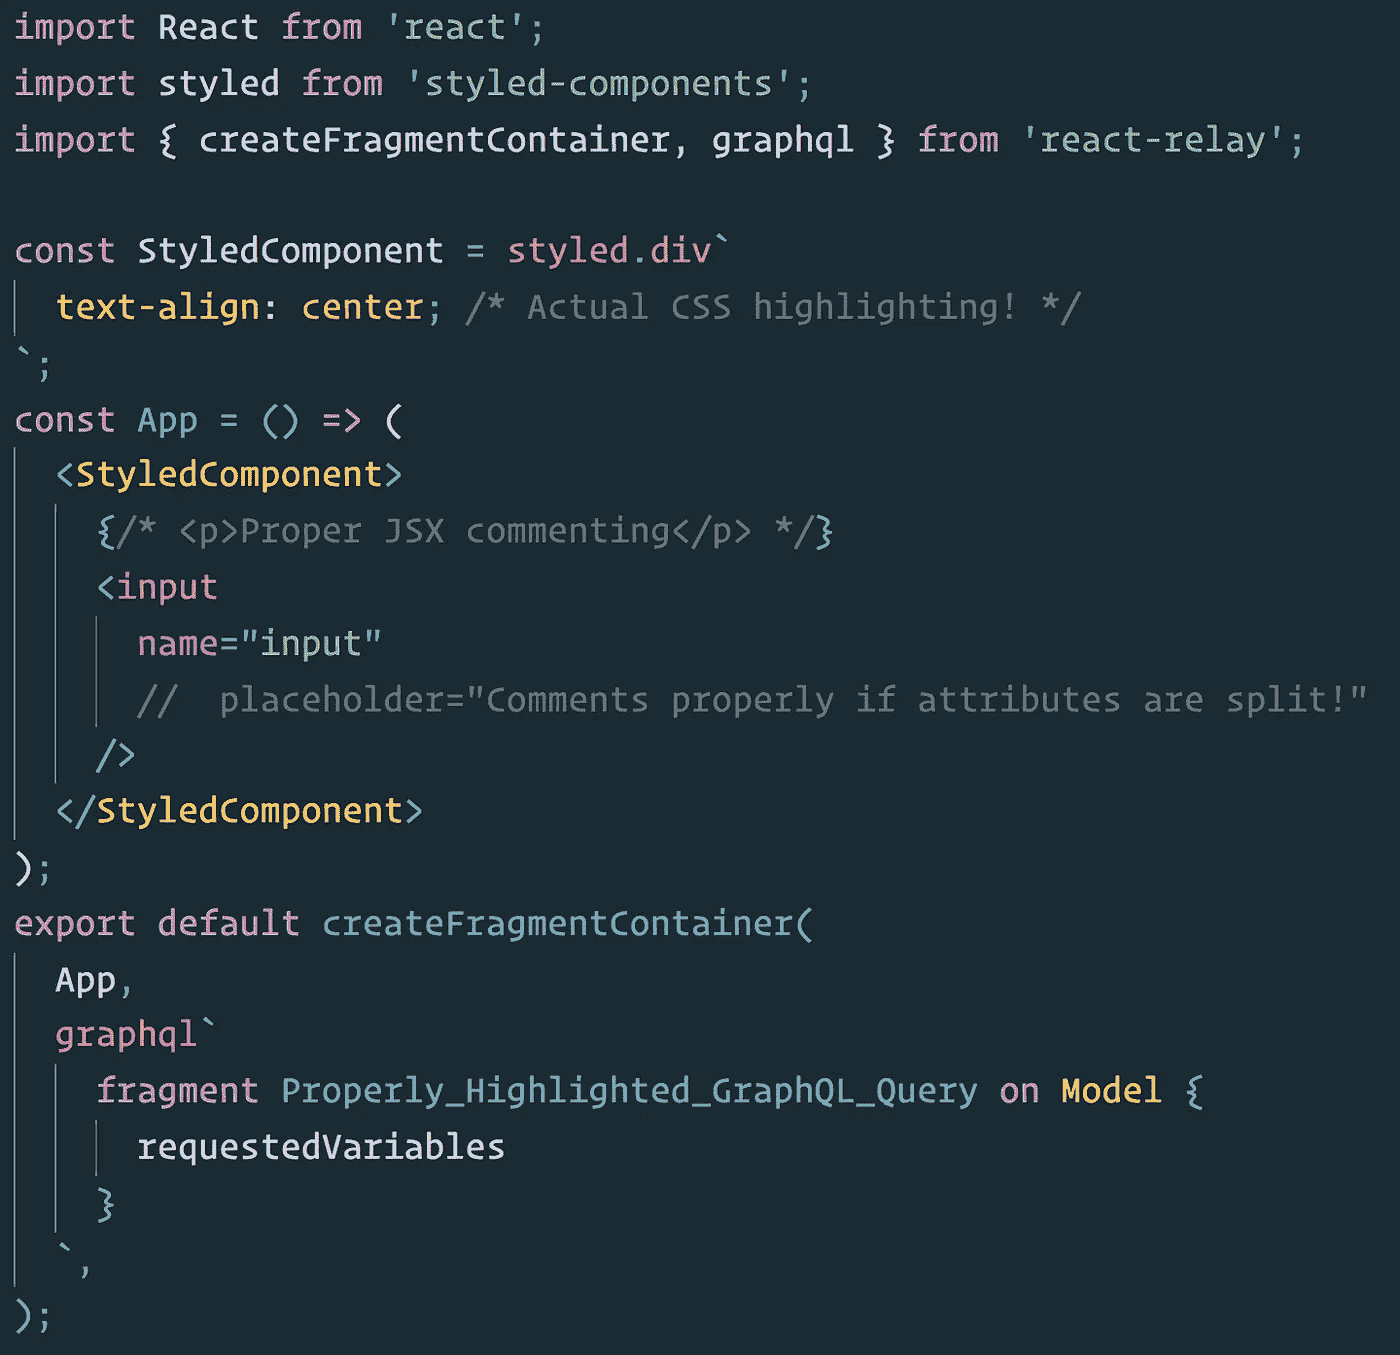 import React from 'react';
import styled from 'styled-components';
import { createFragmentContainer, graphql } from 'react-relay';

const StyledComponent = styled.div`
  text-align: center; /* Actual CSS highlighting! */
`;
const App = () => (
  <StyledComponent>
    {/* <p>Proper JSX commenting</p> */}
    <input
      name="input"
      //  placeholder="Comments properly if attributes are split!"
    />
  </StyledComponent>
);
export default createFragmentContainer(
  App,
  graphql`
    fragment Properly_Highlighted_GraphQL_Query on Model {
      requestedVariables
    }
  `,
);